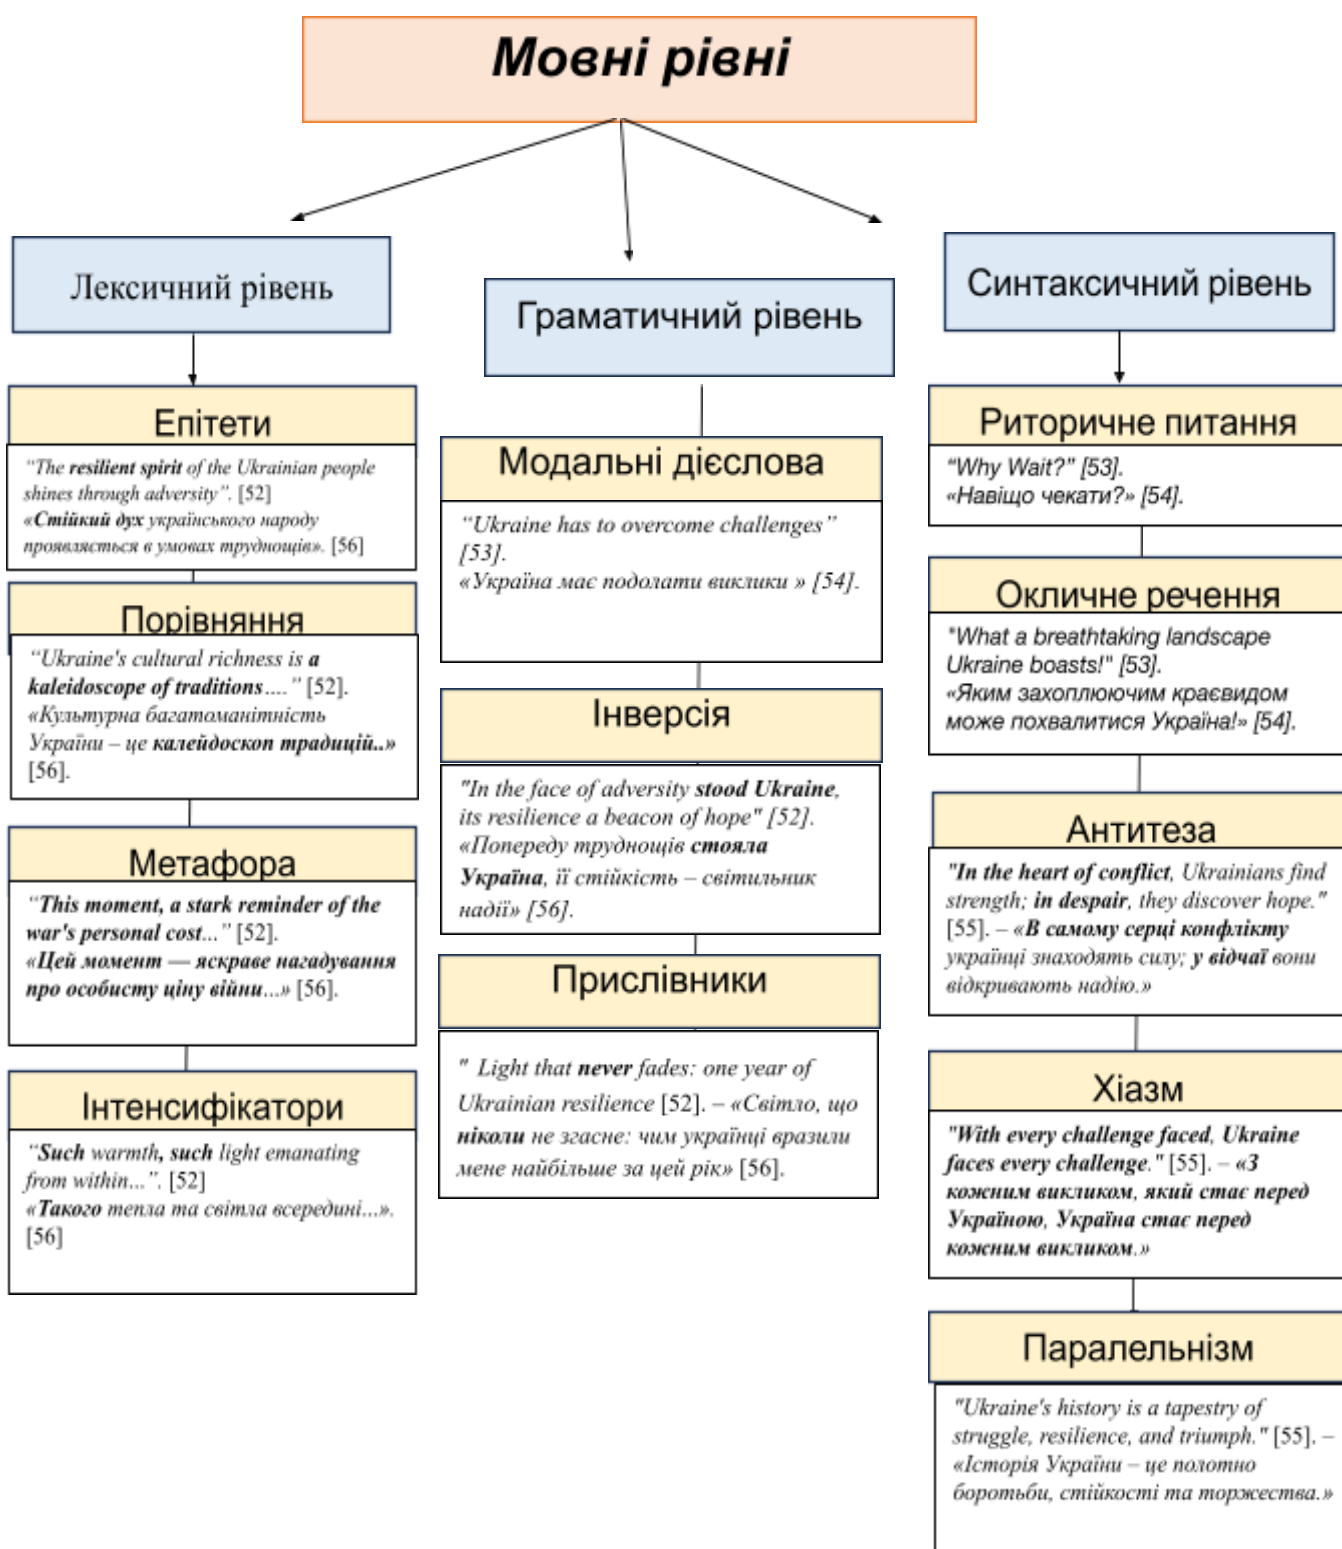 Мовні рівні
Лексичний рівень
Епітети
“The resilient spirit of the Ukrainian people
shines through adversity”. [52]
«Стійкий дух українського народу
проявляється в умовах труднощів». [56]
Порівняння
“Ukraine's cultural richness is a
kaleidoscope of traditions....” [52].
«Культурна багатоманітність
України – це калейдоскоп традицій..»
[56].
Метафора
“This moment, a stark reminder of the
war's personal cost...” [52].
«Цей момент — яскраве нагадування
про особисту ціну війни...» [56].
Інтенсифікатори
“Such warmth, such light emanating
from within...”. [52]
«Такого тепла та світла всередині...».
[56]
Граматичний рівень
Модальні дієслова
“Ukraine has to overcome challenges”
[53].
«Україна має подолати виклики » [54].
Інверсія
"In the face of adversity stood Ukraine,
its resilience a beacon of hope" [52].
«Попереду труднощів стояла
Україна, її стійкість – світильник
надії» [56].
Прислівники
" Light that never fades: one year of
Ukrainian resilience [52]. – «Світло, що
ніколи не згасне: чим українці вразили
мене найбільше за цей рік» [56].
Синтаксичний рівень
Риторичне питання
“Why Wait?” [53].
«Навіщо чекати?» [54].
Окличне речення
"What a breathtaking landscape
Ukraine boasts!" [53].
«Яким захоплюючим краєвидом
може похвалитися Україна!» [54].
Антитеза
"In the heart of conflict, Ukrainians find
strength; in despair, they discover hope."
[55]. – «В самому серці конфлікту
українці знаходять силу; у відчаї вони
відкривають надію.»
Хіазм
"With every challenge faced, Ukraine
faces every challenge." [55]. – «З
кожним викликом, який стає перед
Україною, Україна стає перед
кожним викликом.»
Паралельнізм
"Ukraine's history is a tapestry of
struggle, resilience, and triumph." [55]. –
«Історія України – це полотно
боротьби, стійкості та торжества.»